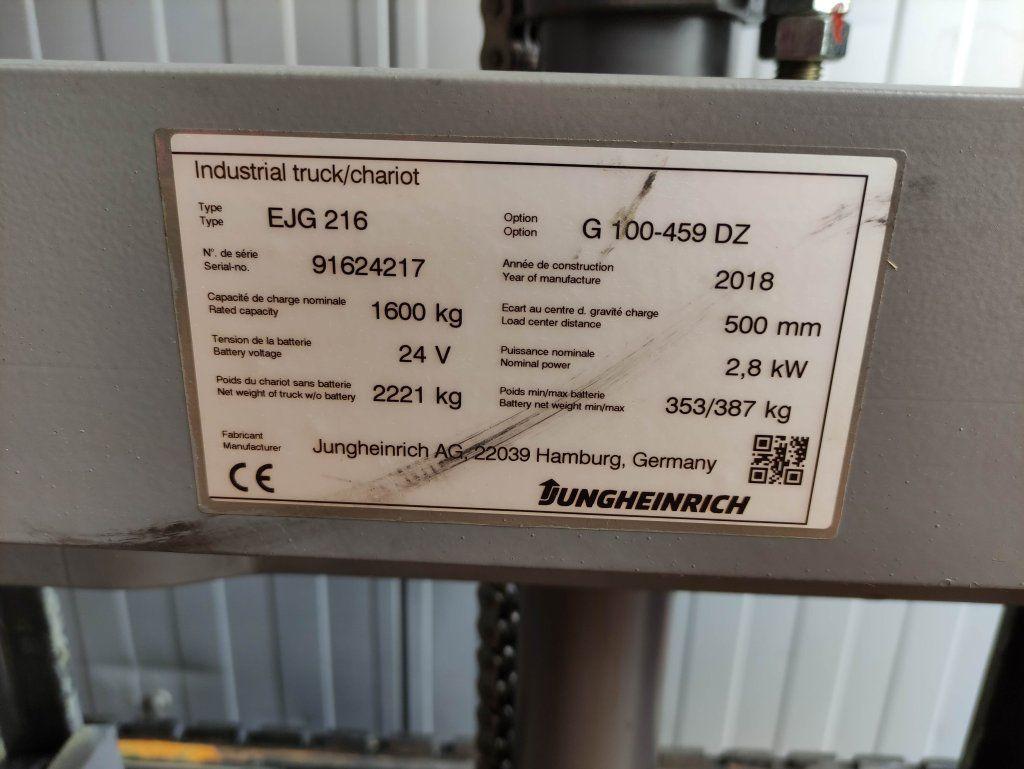 Industrial truck/chariot
Type
Type
EJG 216
Option
Option
G 100-459 DZ
N°. de série
Serial-no.
91624217
Année de construction
Year of manufacture
2018
Capacité de charge nominale
Rated capacity
1600 kg
Ecart au centre d. gravité charge
Load center distance
500 mm
Tension de la batterie
Battery voltage
24 V
Puissance nominale
Nominal power
2,8 kW
Poids du chariot sans batterie
Net weight of truck w/o battery
2221 kg
Poids min/max batterie
Battery net weight min/max
353/387 kg
Fabricant
Manufacturer
Jungheinrich AG, 22039 Hamburg, Germany
CE
JUNGHEINRICH